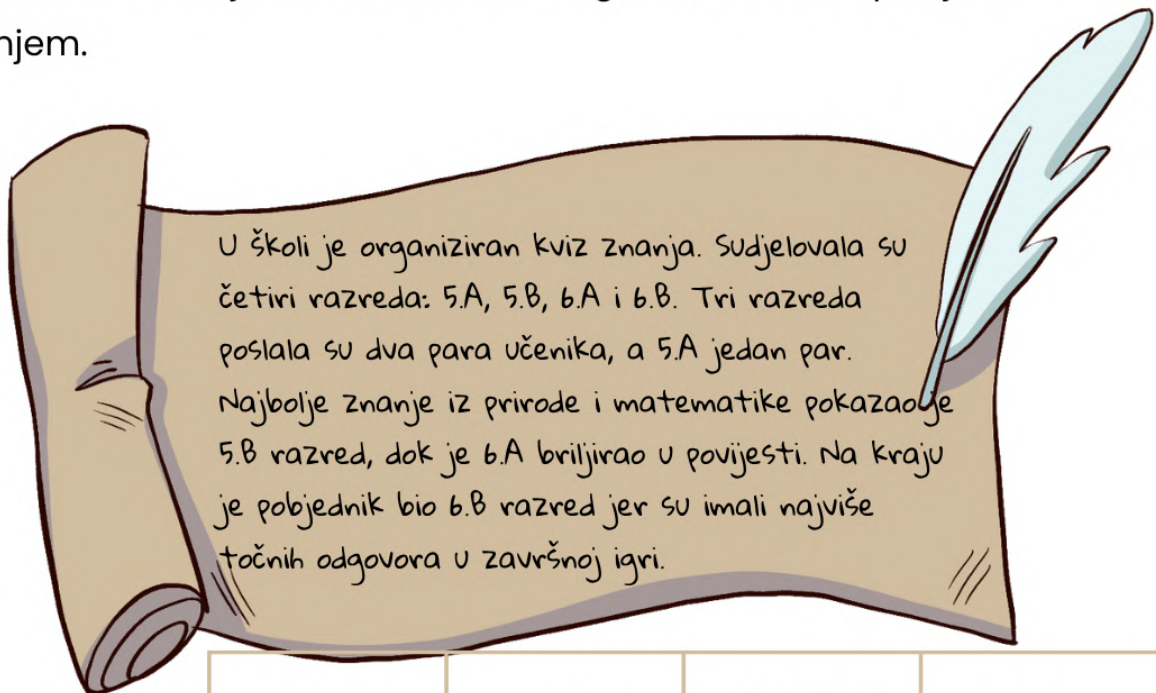 njem.
U školi je organiziran kviz znanja. Sudjelovala su
četiri razreda: 5.A, 5.B, 6.A i 6.B. Tri razreda
poslala su dva para učenika, a 5.A jedan par.
Najbolje znanje iz prirode i matematike pokazao je
5.B razred, dok je 6.A briljirao u povijesti. Na kraju
je pobjednik bio 6.B razred jer su imali najviše
točnih odgovora u završnoj igri.